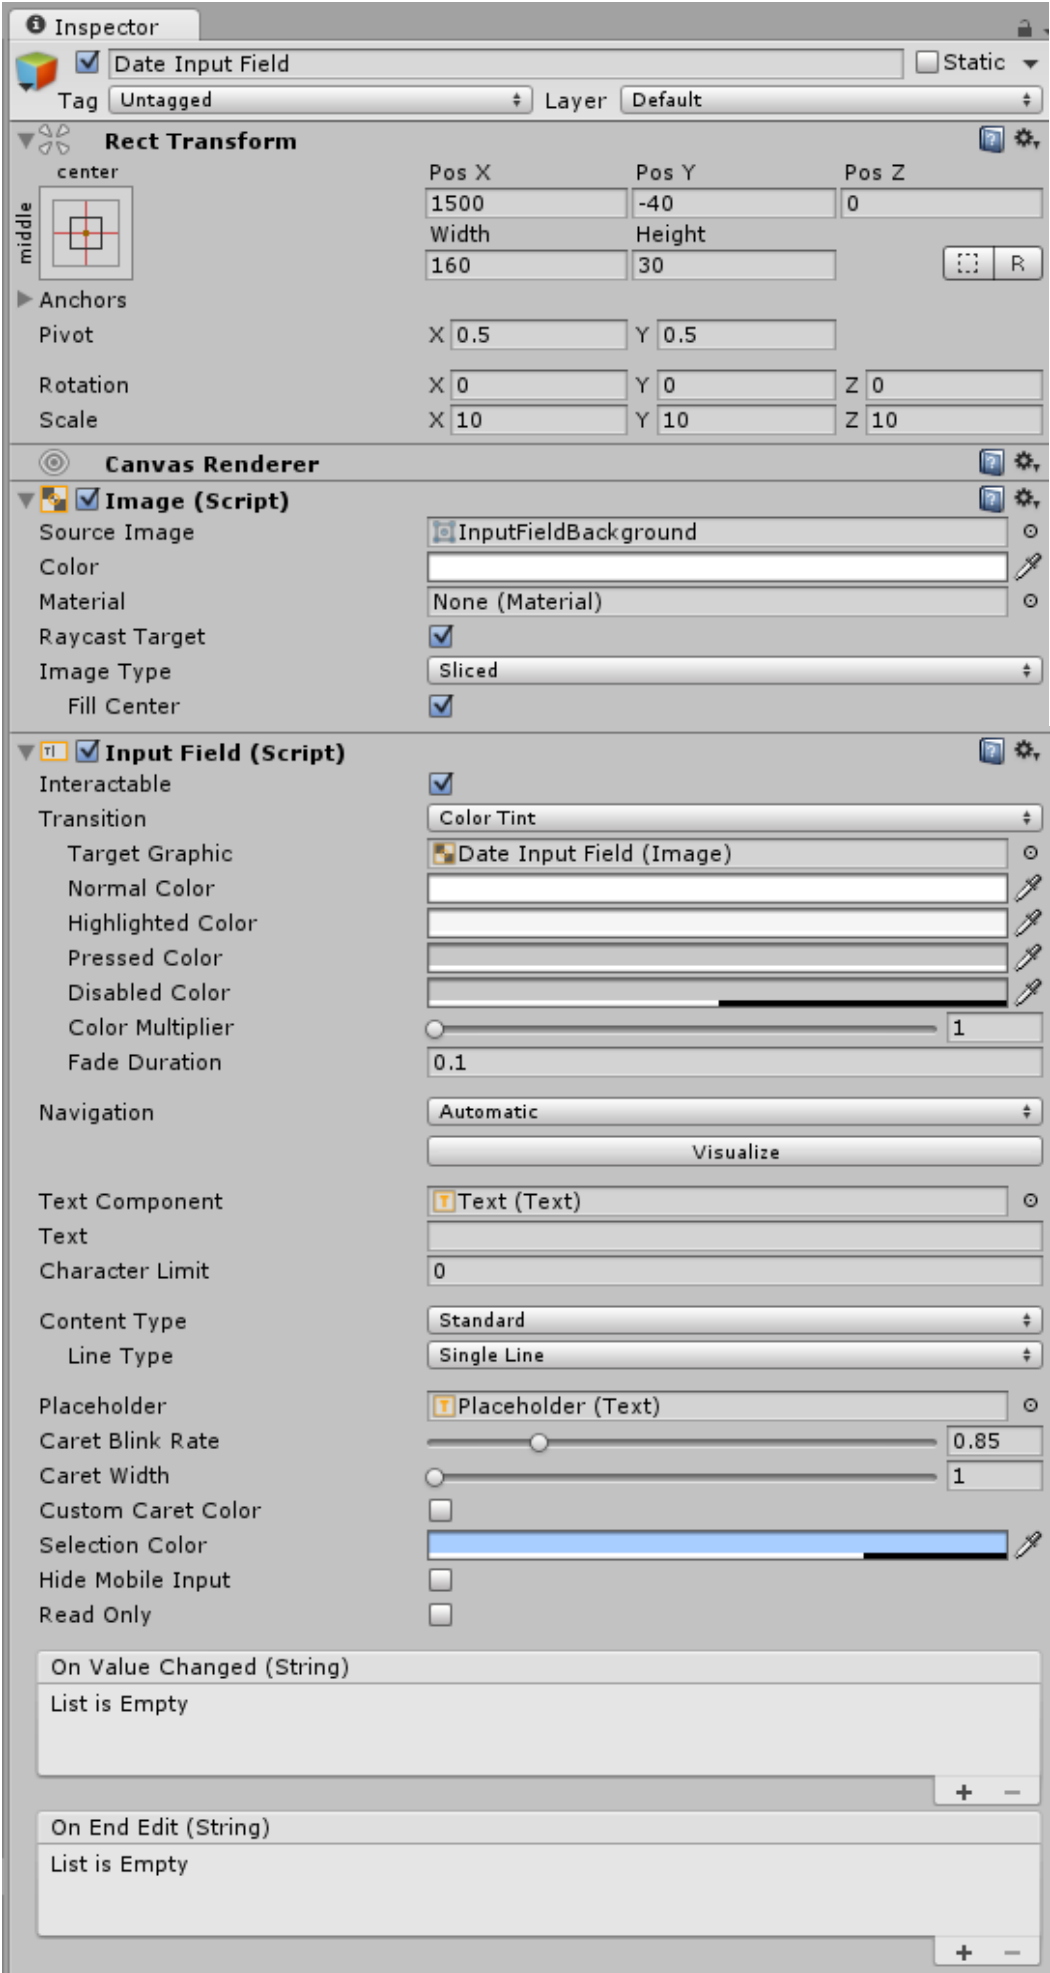 Inspector
Date Input Field Static
Tag Untagged Layer Default
Rect Transform
center Pos X Pos Y Pos Z
middle 1500 -40 0
Width Height
160 30 R
Anchors
Pivot X 0.5 Y 0.5
Rotation X 0 Y 0 Z 0
Scale X 10 Y 10 Z 10
Canvas Renderer
Image (Script)
Source Image InputFieldBackground
Color
Material None (Material)
Raycast Target
Image Type Sliced
Fill Center
Input Field (Script)
Interactable
Transition Color Tint
Target Graphic Date Input Field (Image)
Normal Color
Highlighted Color
Pressed Color
Disabled Color
Color Multiplier 1
Fade Duration 0.1
Navigation Automatic
Visualize
Text Component Text (Text)
Text
Character Limit 0
Content Type Standard
Line Type Single Line
Placeholder Placeholder (Text)
Caret Blink Rate 0.85
Caret Width 1
Custom Caret Color
Selection Color
Hide Mobile Input
Read Only
On Value Changed (String)
List is Empty
+ −
On End Edit (String)
List is Empty
+ −